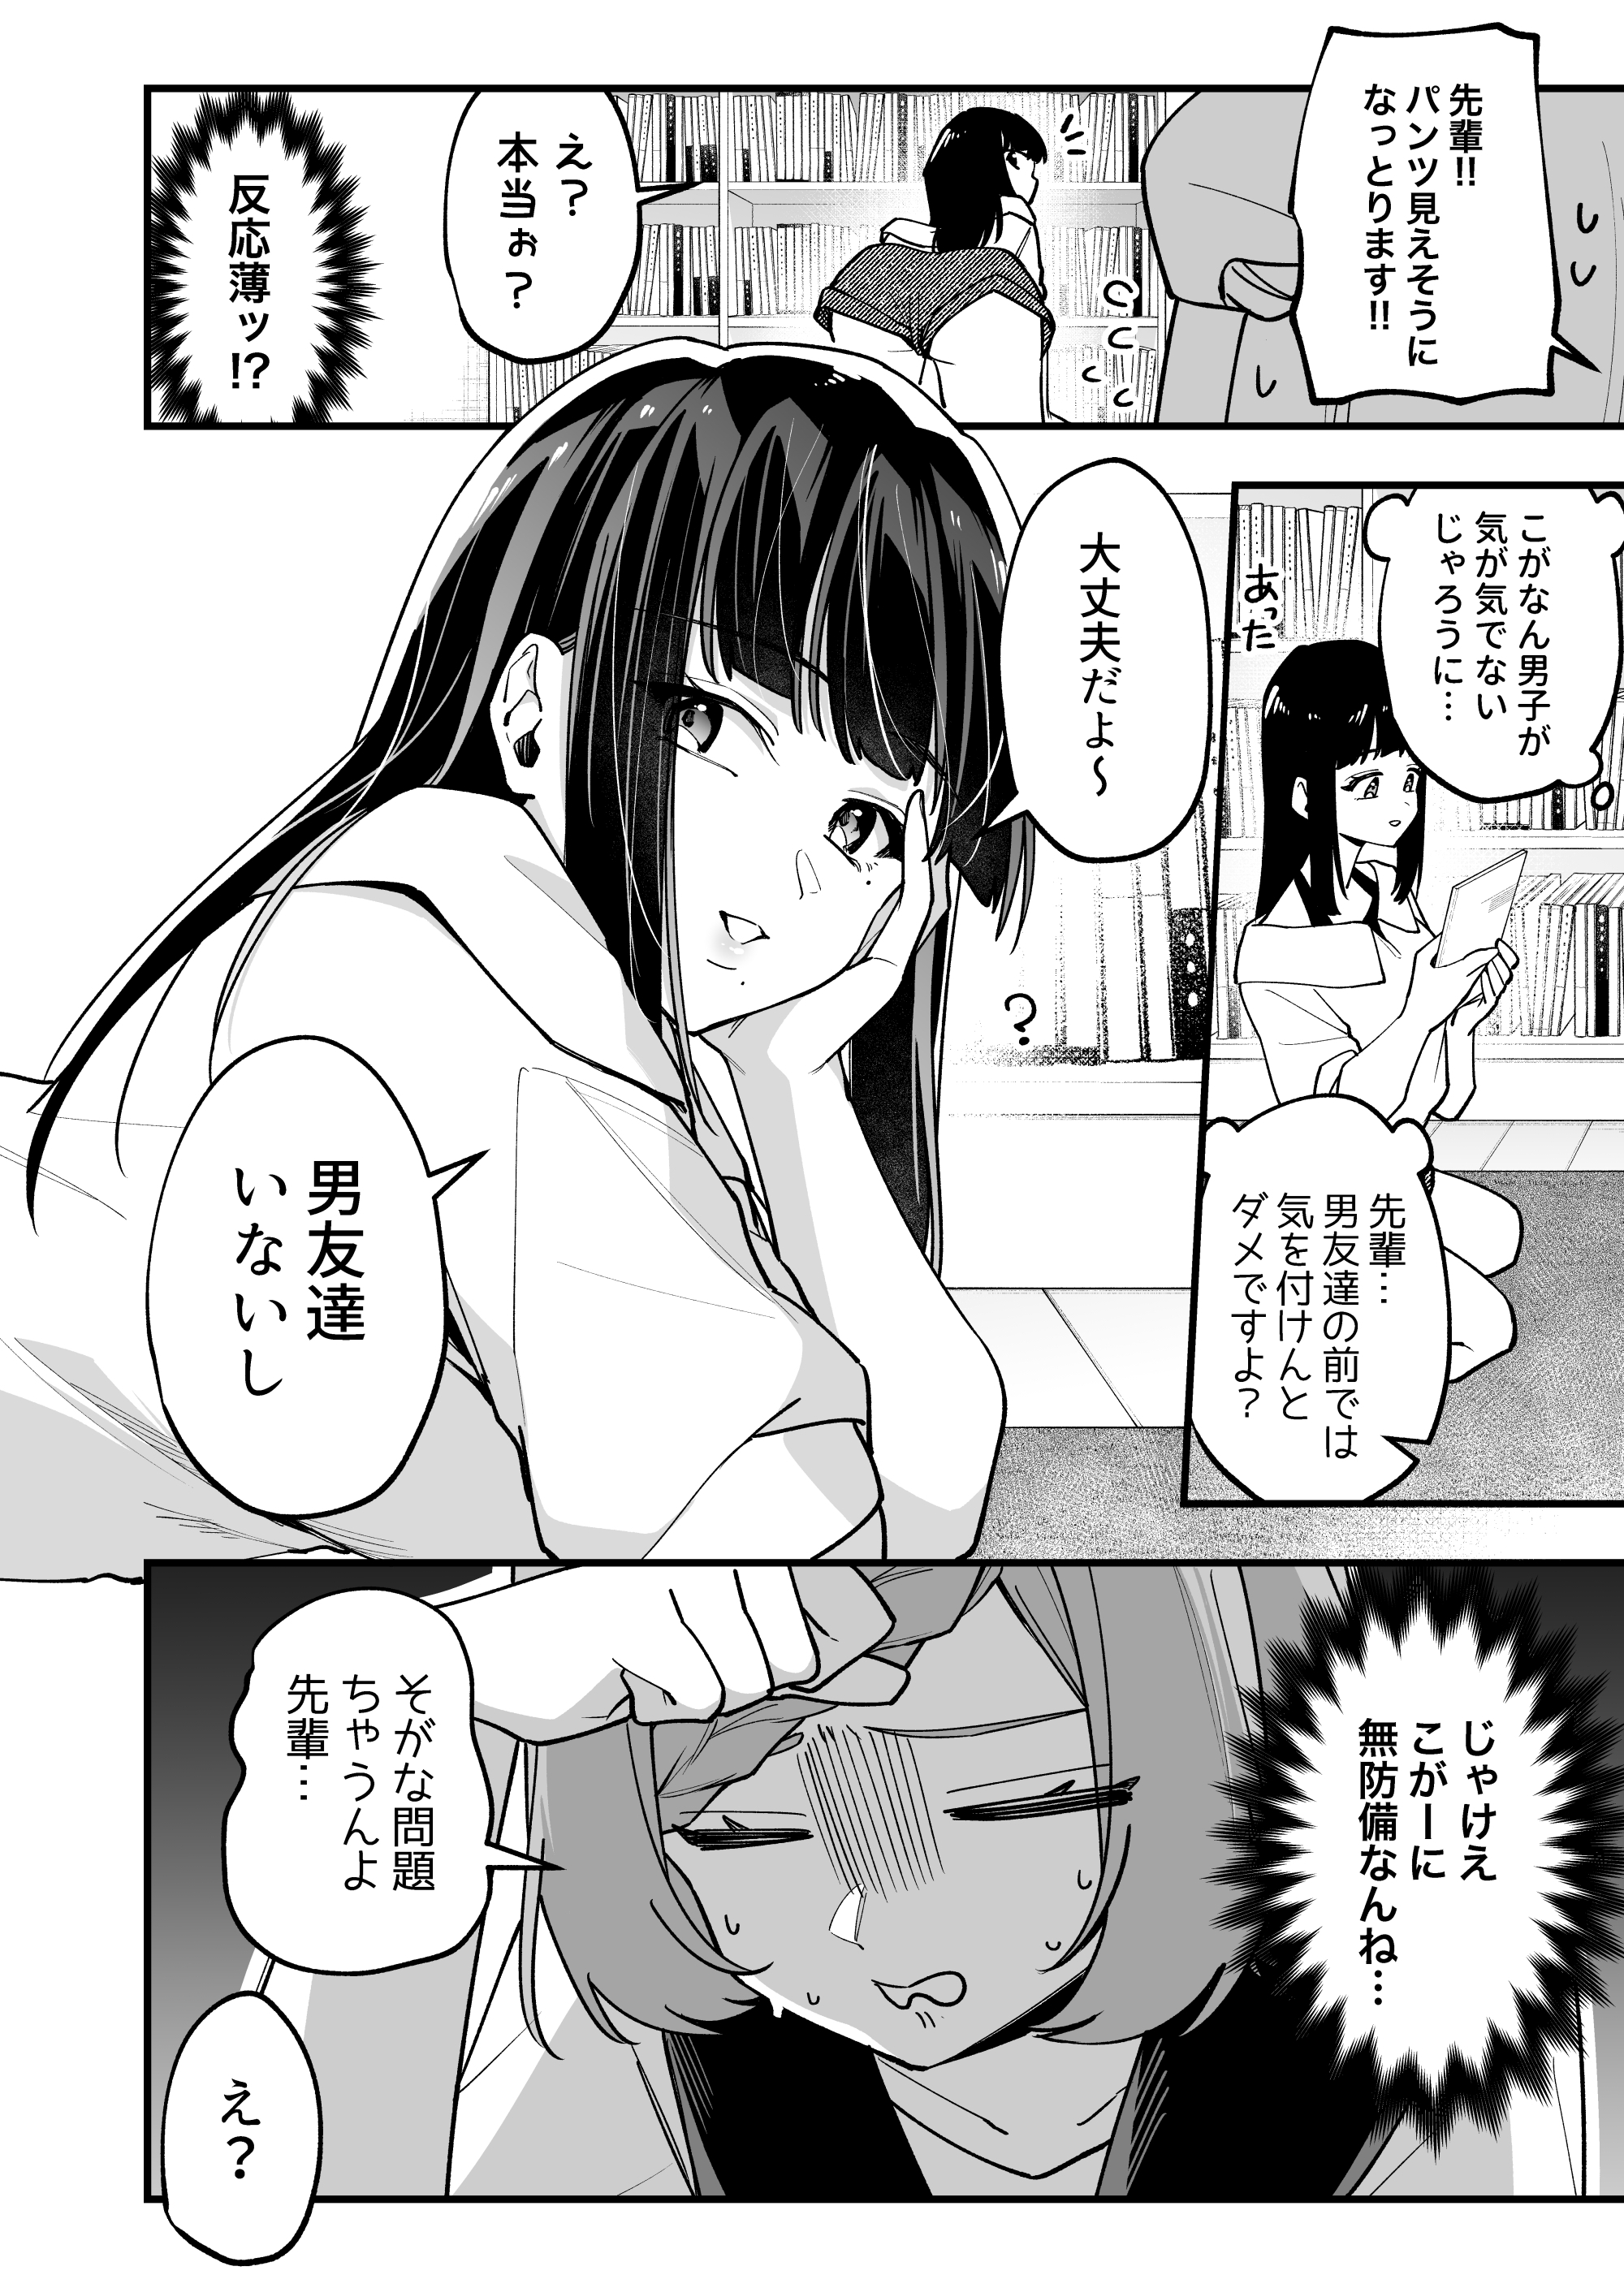 先輩!!
パンツ見えそうに
なっとります!!
え?
本当ぉ?
反応薄ッ!?
こがなん男子が
気が気でない
じゃろうに…
あった
先輩…
男友達の前では
気を付けんと
ダメですよ?
大丈夫だよ〜
?
男友達
いないし
じゃけえ
こがーに
無防備なんね…
そがな問題
ちゃうんよ
先輩…
え?